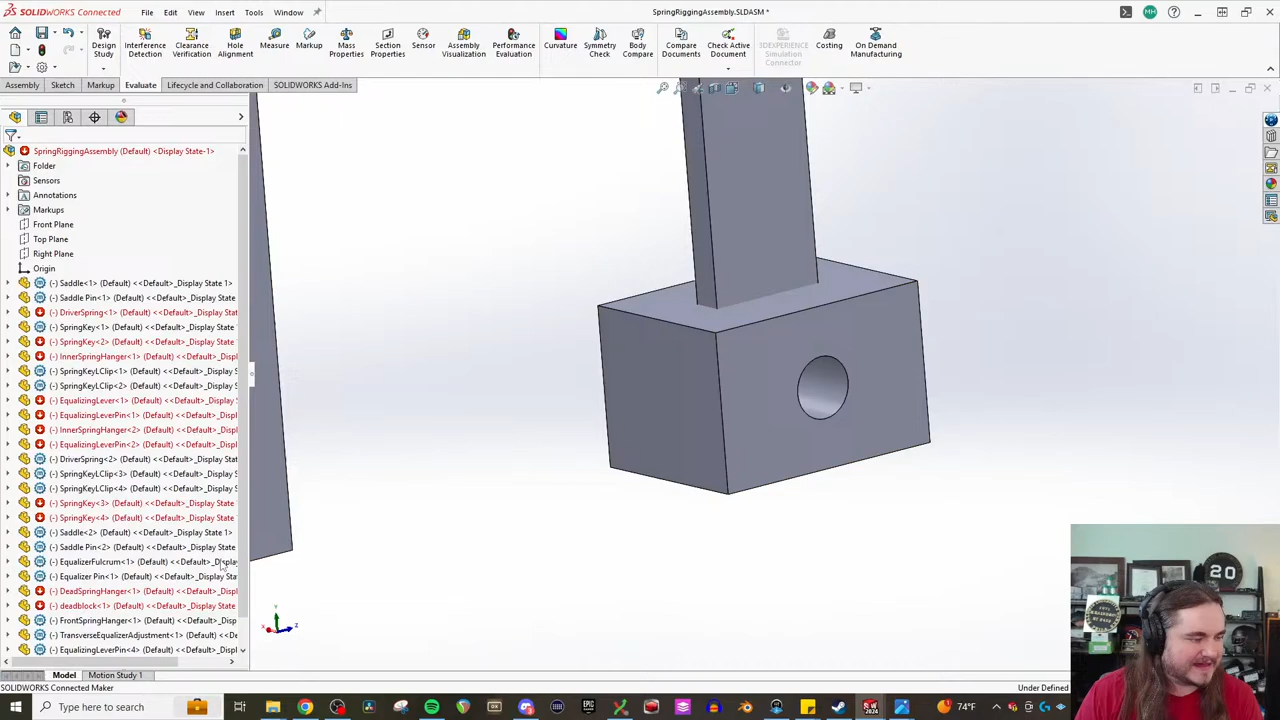 SOLIDWORKS Connected
File Edit View Insert Tools Window
SpringRiggingAssembly.SLDASM *
MH
Design Study
Interference Detection
Clearance Verification
Hole Alignment
Measure
Markup
Mass Properties
Section Properties
Sensor
Assembly Visualization
Performance Evaluation
Curvature
Symmetry Check
Body Compare
Compare Documents
Check Active Document
3DEXPERIENCE Simulation Connector
Costing
On Demand Manufacturing
Assembly Sketch Markup Evaluate Lifecycle and Collaboration SOLIDWORKS Add-Ins
SpringRiggingAssembly (Default) <Display State-1>
Folder
Sensors
Annotations
Markups
Front Plane
Top Plane
Right Plane
Origin
(-) Saddle<1> (Default) <<Default>_Display State 1>
(-) Saddle Pin<1> (Default) <<Default>_Display State
(-) DriverSpring<1> (Default) <<Default>_Display
(-) SpringKey<1> (Default) <<Default>_Display State
(-) SpringKey<2> (Default) <<Default>_Display State
(-) InnerSpringHanger<1> (Default) <<Default>_Displ
(-) SpringKeyLClip<1> (Default) <<Default>_Display S
(-) SpringKeyLClip<2> (Default) <<Default>_Display S
(-) EqualizingLever<1> (Default) <<Default>_Display
(-) EqualizingLeverPin<1> (Default) <<Default>_Displ
(-) InnerSpringHanger<2> (Default) <<Default>_Displ
(-) EqualizingLeverPin<2> (Default) <<Default>_Displ
(-) DriverSpring<2> (Default) <<Default>_Display Sta
(-) SpringKeyLClip<3> (Default) <<Default>_Display S
(-) SpringKeyLClip<4> (Default) <<Default>_Display S
(-) SpringKey<3> (Default) <<Default>_Display State
(-) SpringKey<4> (Default) <<Default>_Display State
(-) Saddle<2> (Default) <<Default>_Display State 1>
(-) Saddle Pin<2> (Default) <<Default>_Display State
(-) EqualizerFulcrum<1> (Default) <<Default>_Display
(-) Equalizer Pin<1> (Default) <<Default>_Display Sta
(-) DeadSpringHanger<1> (Default) <<Default>_Displ
(-) deadblock<1> (Default) <<Default>_Display State
(-) FrontSpringHanger<1> (Default) <<Default>_Disp
(-) TransverseEqualizerAdjustment<1> (Default) <<De
(-) EqualizingLeverPin<4> (Default) <<Default>_Displ
Y
X
Z
20
Model Motion Study 1
SOLIDWORKS Connected Maker
Under Defined
Type here to search
74°F